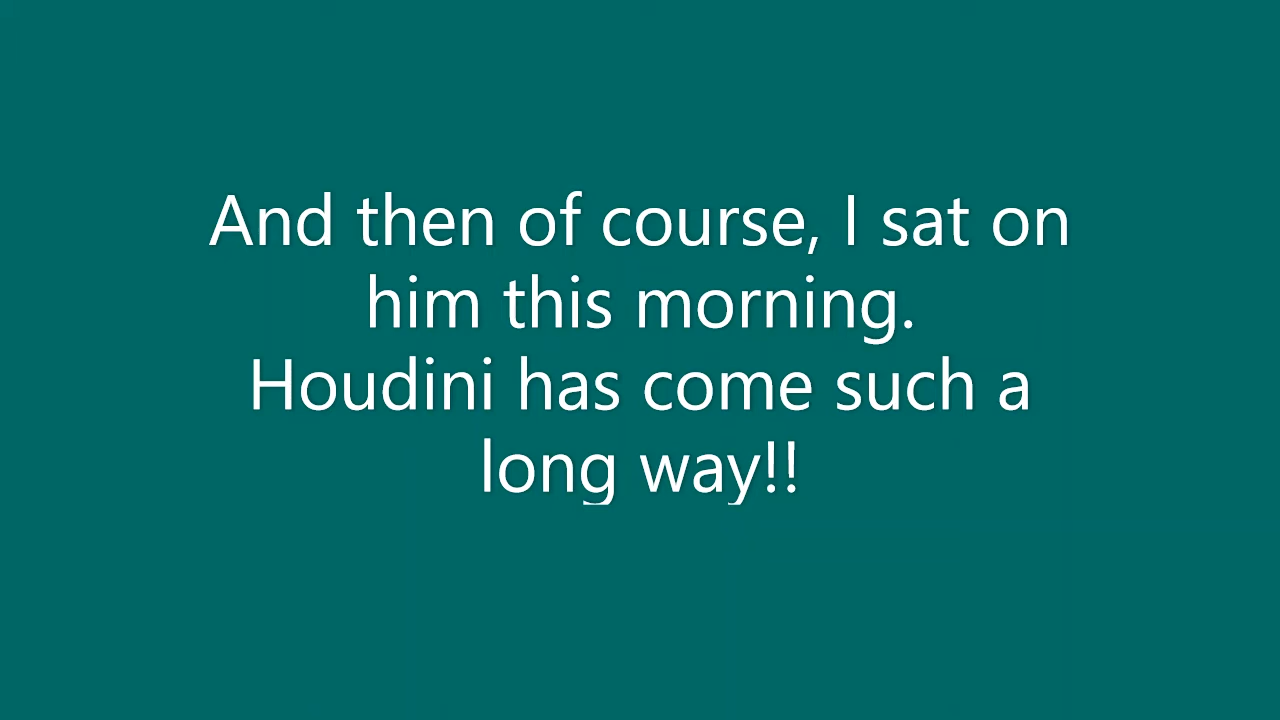 And then of course, I sat on
him this morning.
Houdini has come such a
long way!!